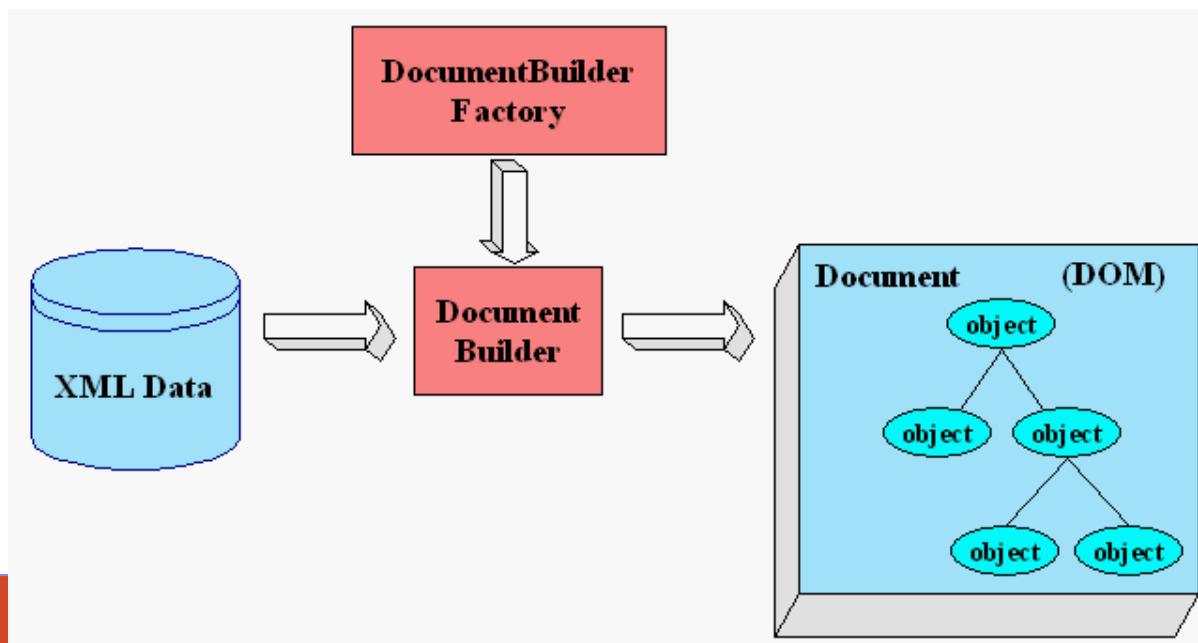 DocumentBuilder
Factory
XML Data
Document
Builder
Document (DOM)
object
object
object
object
object